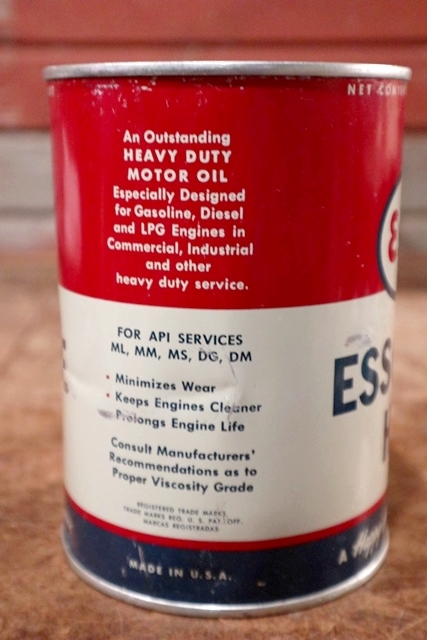 NET
An Outstanding
HEAVY DUTY
MOTOR OIL
Especially Designed
for Gasoline, Diesel
and LPG Engines in
Commercial, Industrial
and other
heavy duty service.
FOR API SERVICES
ML, MM, MS, DG, DM
• Minimizes Wear
• Keeps Engines Cleaner
Prolongs Engine Life
ESS
Consult Manufacturers'
Recommendations as to
Proper Viscosity Grade
REGISTERED TRADE MARKS
TRADE MARKS REG. U. S. PAT. OFF.
MARCAS REGISTRADAS
MADE IN U.S.A.
A